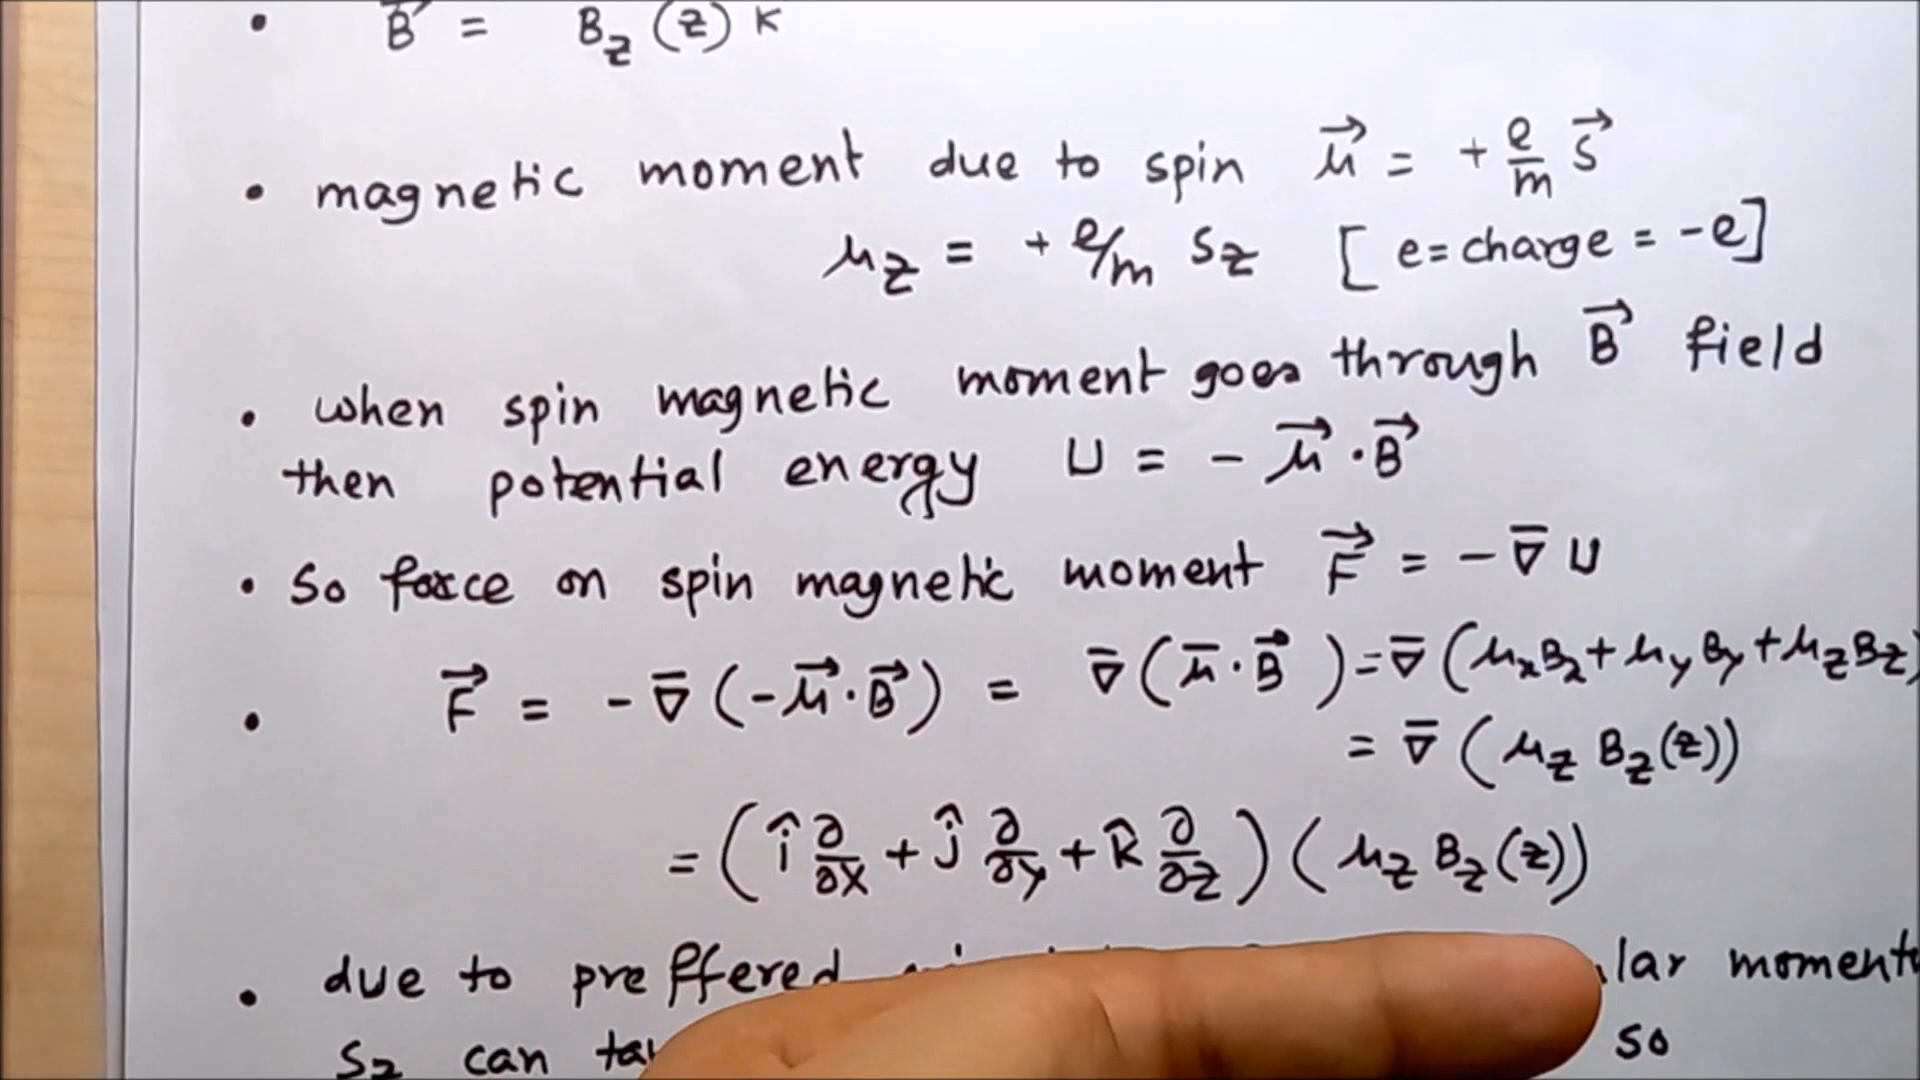 • B⃗ = B_z (z) k
• magnetic moment due to spin μ⃗ = + e/m S⃗
μ_z = + e/m S_z [ e = charge = -e]
• when spin magnetic moment goes through B⃗ field
then potential energy U = - μ⃗ · B⃗
• So force on spin magnetic moment F⃗ = - ∇̅ U
• F⃗ = - ∇̅ (-μ⃗ · B⃗) = ∇̅ (μ̅ · B⃗) = ∇̅ (μ_x B_x + μ_y B_y + μ_z B_z)
= ∇̅ (μ_z B_z(z))
= (î ∂/∂x + ĵ ∂/∂y + k̂ ∂/∂z) (μ_z B_z(z))
• due to preffered moment
S_z can so